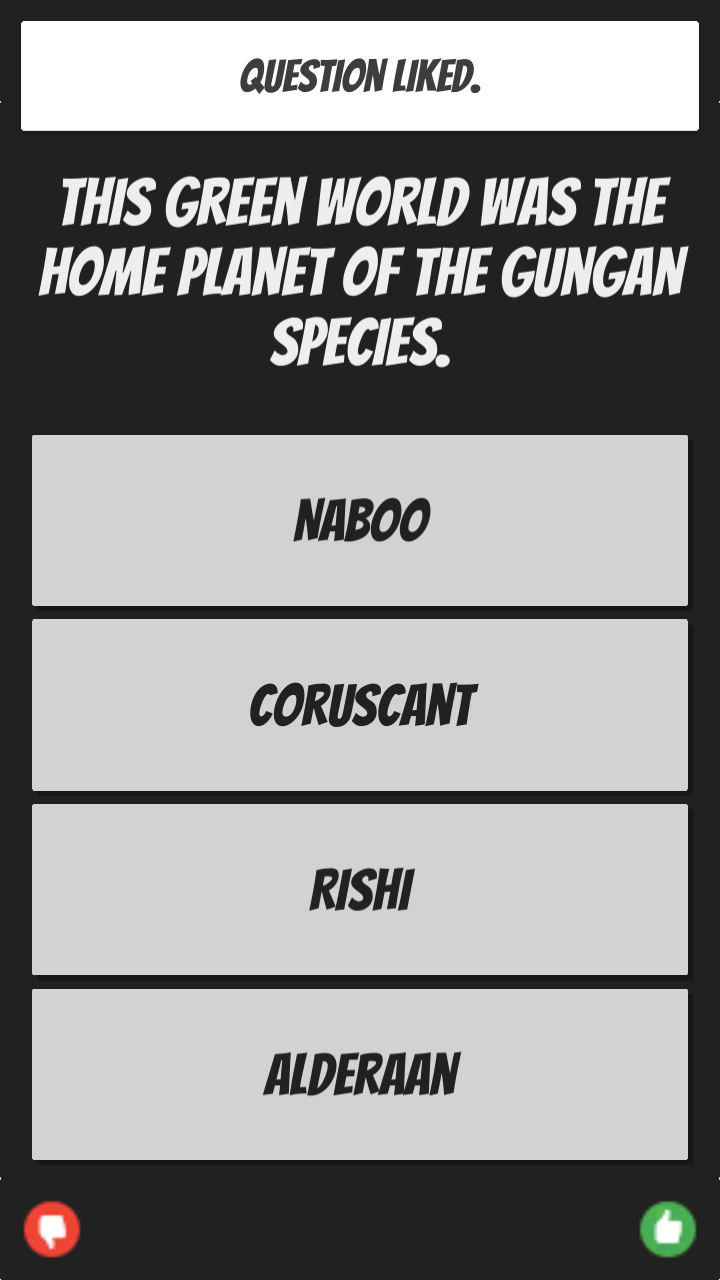 QUESTION LIKED.
THIS GREEN WORLD WAS THE
HOME PLANET OF THE GUNGAN
SPECIES.
NABOO
CORUSCANT
RISHI
ALDERAAN